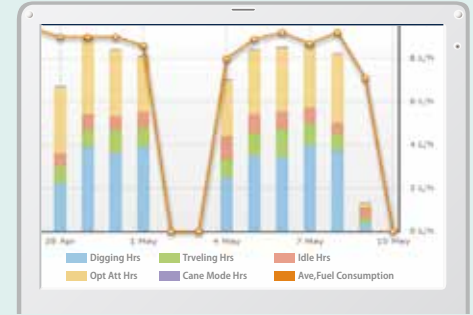 8 L/h
6 L/h
4 L/h
2 L/h
0 L/h
28 Apr 1 May 4 May 7 May 10 May
Digging Hrs Trveling Hrs Idle Hrs
Opt Att Hrs Cane Mode Hrs Ave,Fuel Consumption